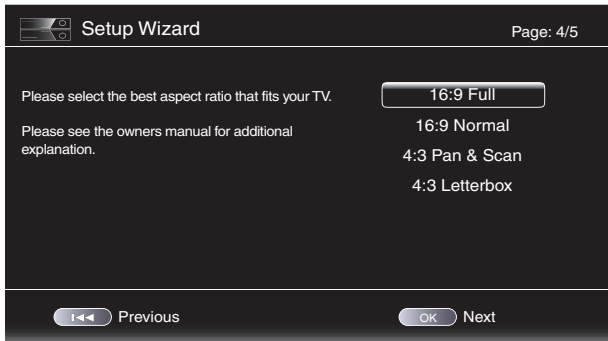 Setup Wizard
Page: 4/5
Please select the best aspect ratio that fits your TV.
Please see the owners manual for additional
explanation.
16:9 Full
16:9 Normal
4:3 Pan & Scan
4:3 Letterbox
Previous
OK Next